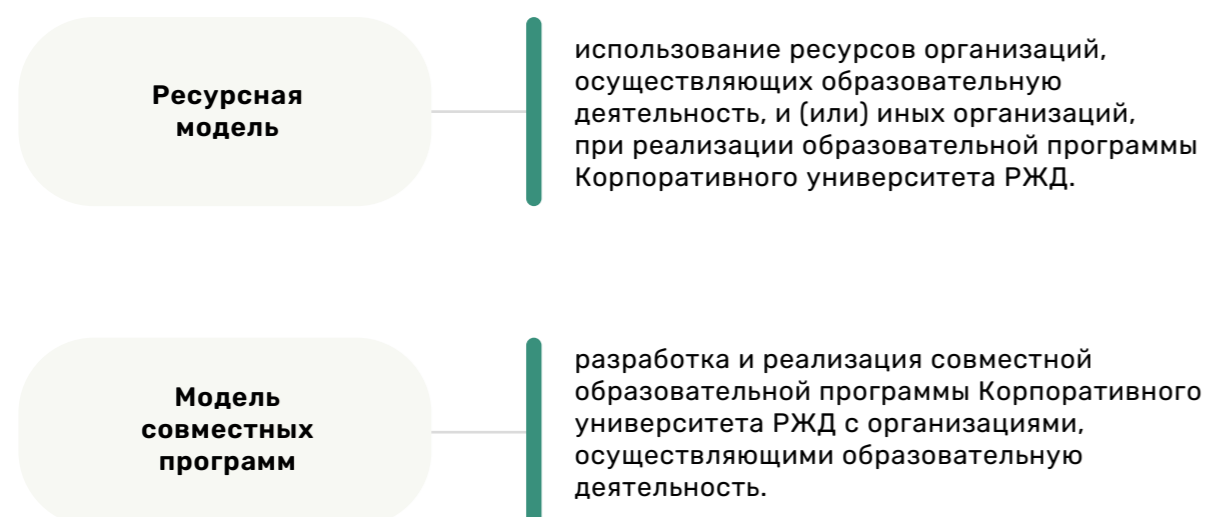 Ресурсная
модель
использование ресурсов организаций,
осуществляющих образовательную
деятельность, и (или) иных организаций,
при реализации образовательной программы
Корпоративного университета РЖД.
Модель
совместных
программ
разработка и реализация совместной
образовательной программы Корпоративного
университета РЖД с организациями,
осуществляющими образовательную
деятельность.